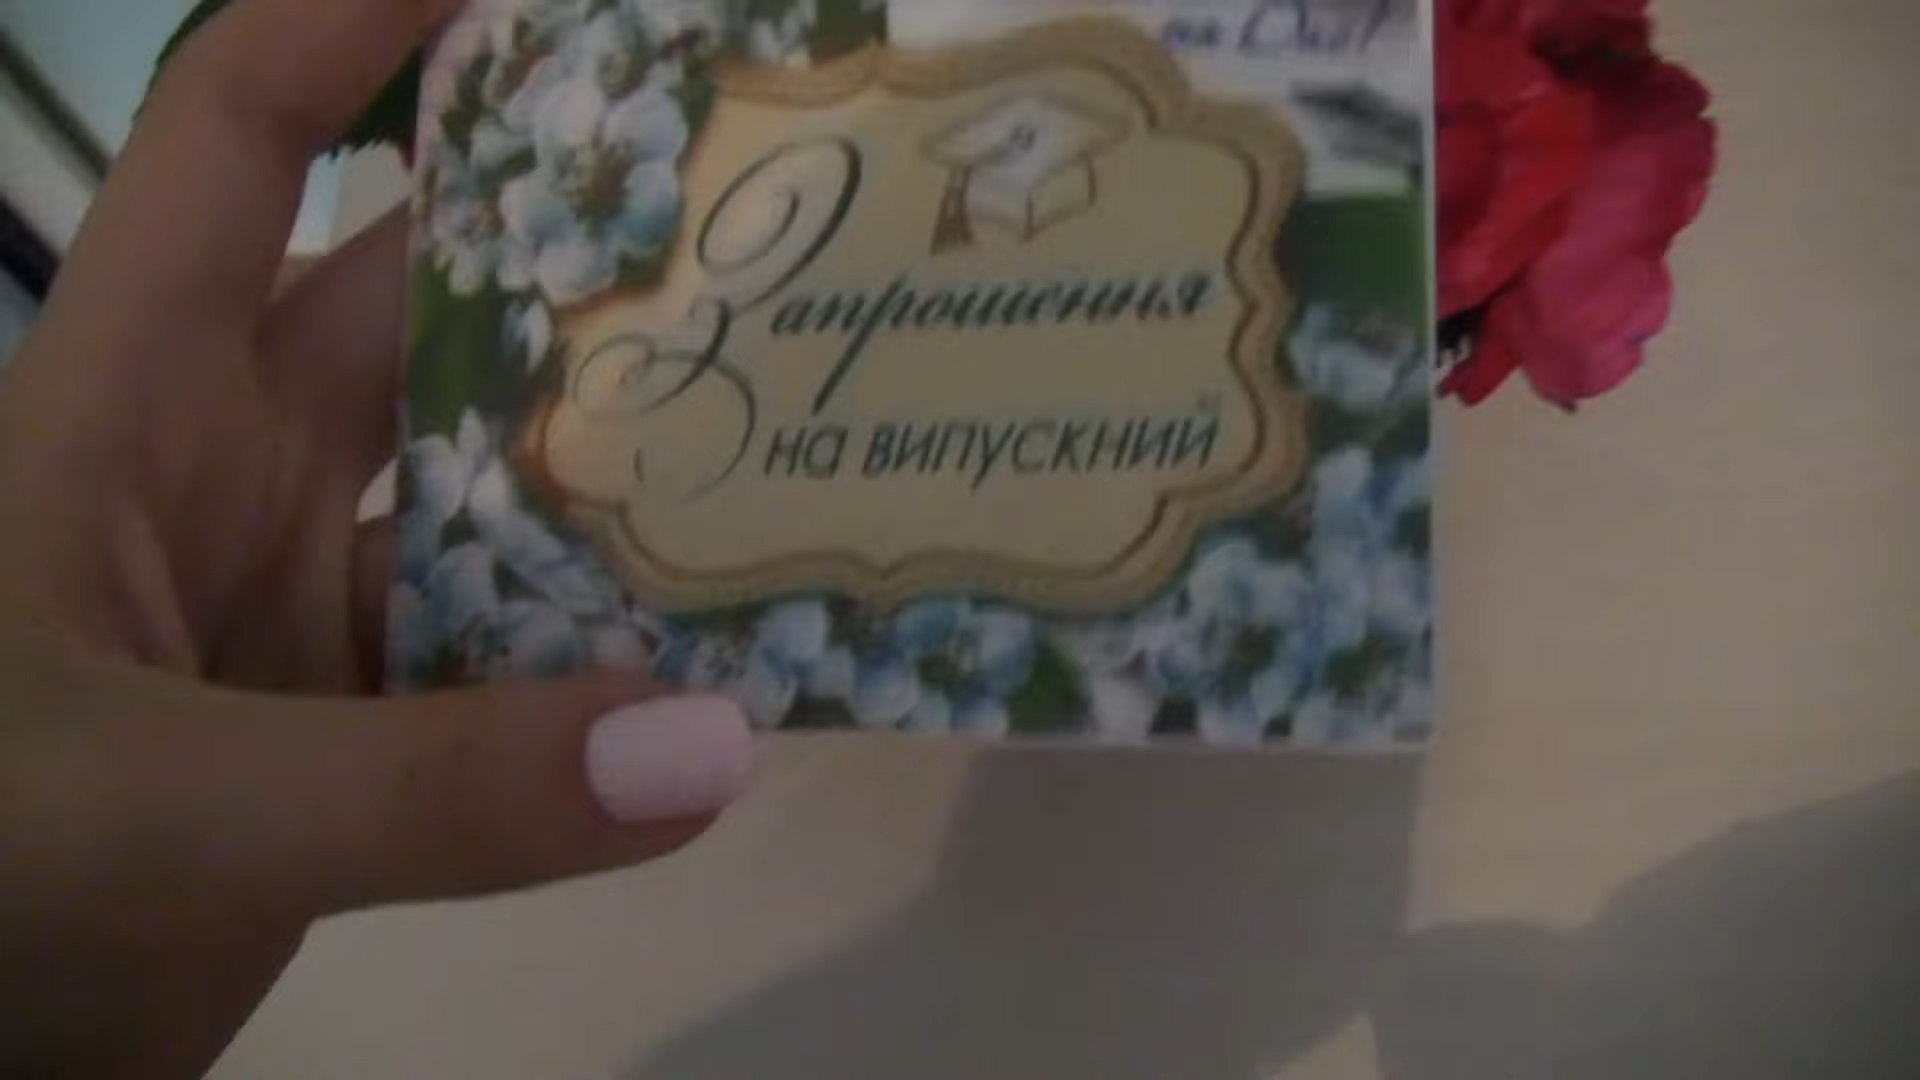 Запрошення
на випускний